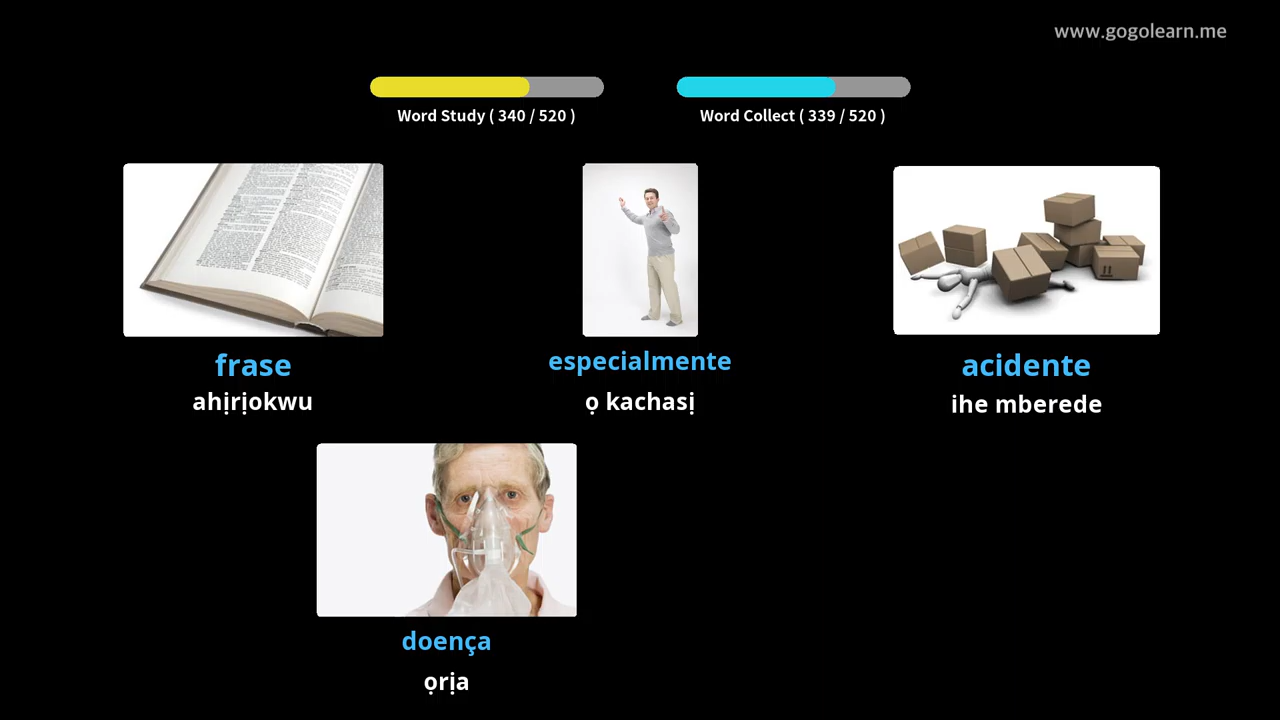 www.gogolearn.me
Word Study ( 340 / 520 )
Word Collect ( 339 / 520 )
frase
ahịrịokwu
especialmente
ọ kachasị
acidente
ihe mberede
doença
ọrịa